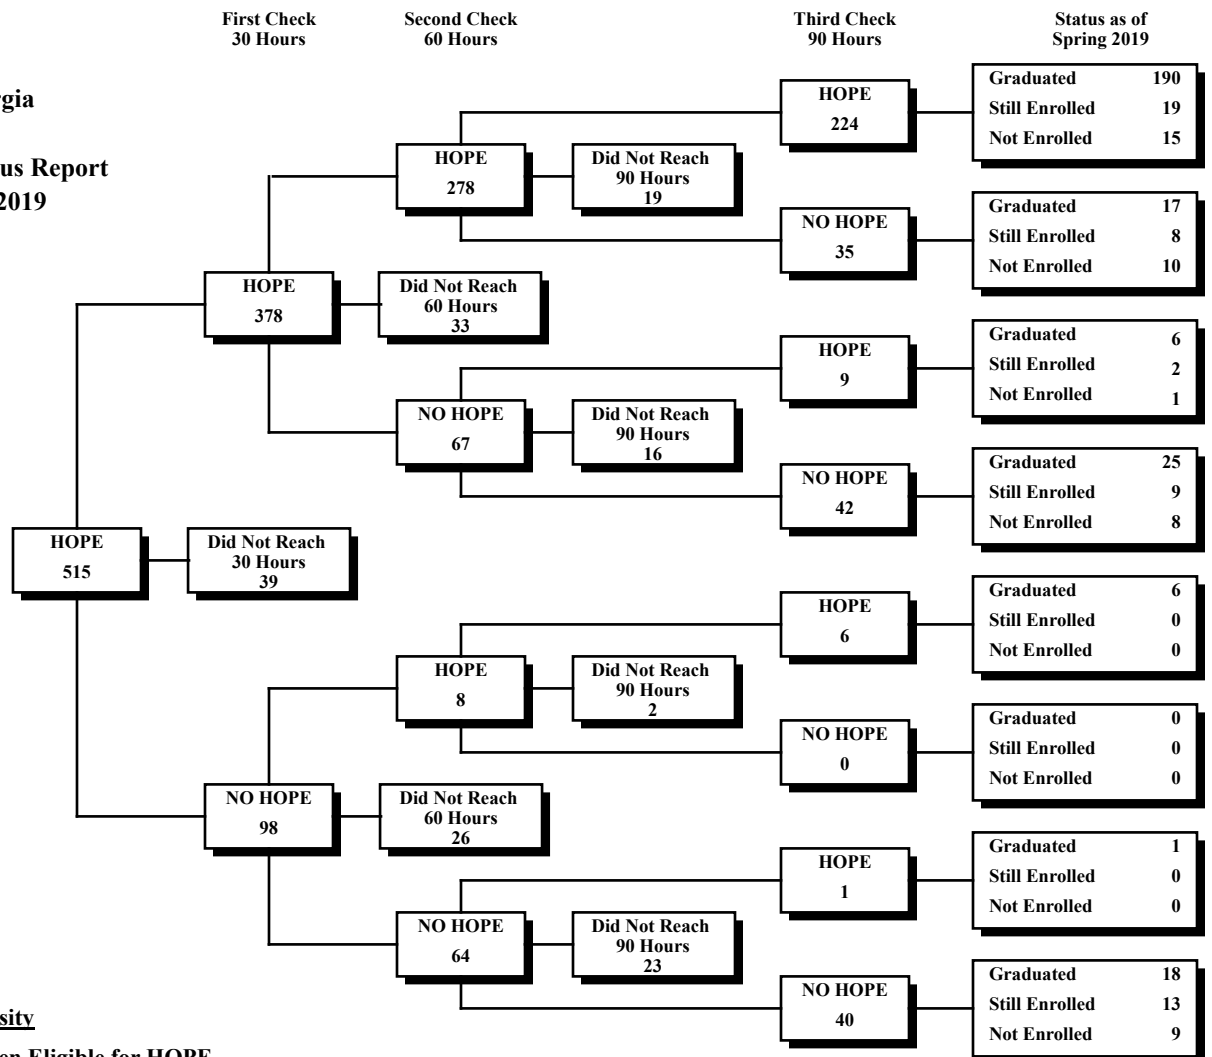 First Check
30 Hours
Second Check
60 Hours
Third Check
90 Hours
Status as of
Spring 2019
rgia
us Report
2019
HOPE
515
Did Not Reach
30 Hours
39
HOPE
378
Did Not Reach
60 Hours
33
HOPE
278
Did Not Reach
90 Hours
19
HOPE
224
Graduated 190
Still Enrolled 19
Not Enrolled 15
NO HOPE
35
Graduated 17
Still Enrolled 8
Not Enrolled 10
NO HOPE
67
Did Not Reach
90 Hours
16
HOPE
9
Graduated 6
Still Enrolled 2
Not Enrolled 1
NO HOPE
42
Graduated 25
Still Enrolled 9
Not Enrolled 8
NO HOPE
98
Did Not Reach
60 Hours
26
HOPE
8
Did Not Reach
90 Hours
2
HOPE
6
Graduated 6
Still Enrolled 0
Not Enrolled 0
NO HOPE
0
Graduated 0
Still Enrolled 0
Not Enrolled 0
NO HOPE
64
Did Not Reach
90 Hours
23
HOPE
1
Graduated 1
Still Enrolled 0
Not Enrolled 0
NO HOPE
40
Graduated 18
Still Enrolled 13
Not Enrolled 9
sity
en Eligible for HOPE